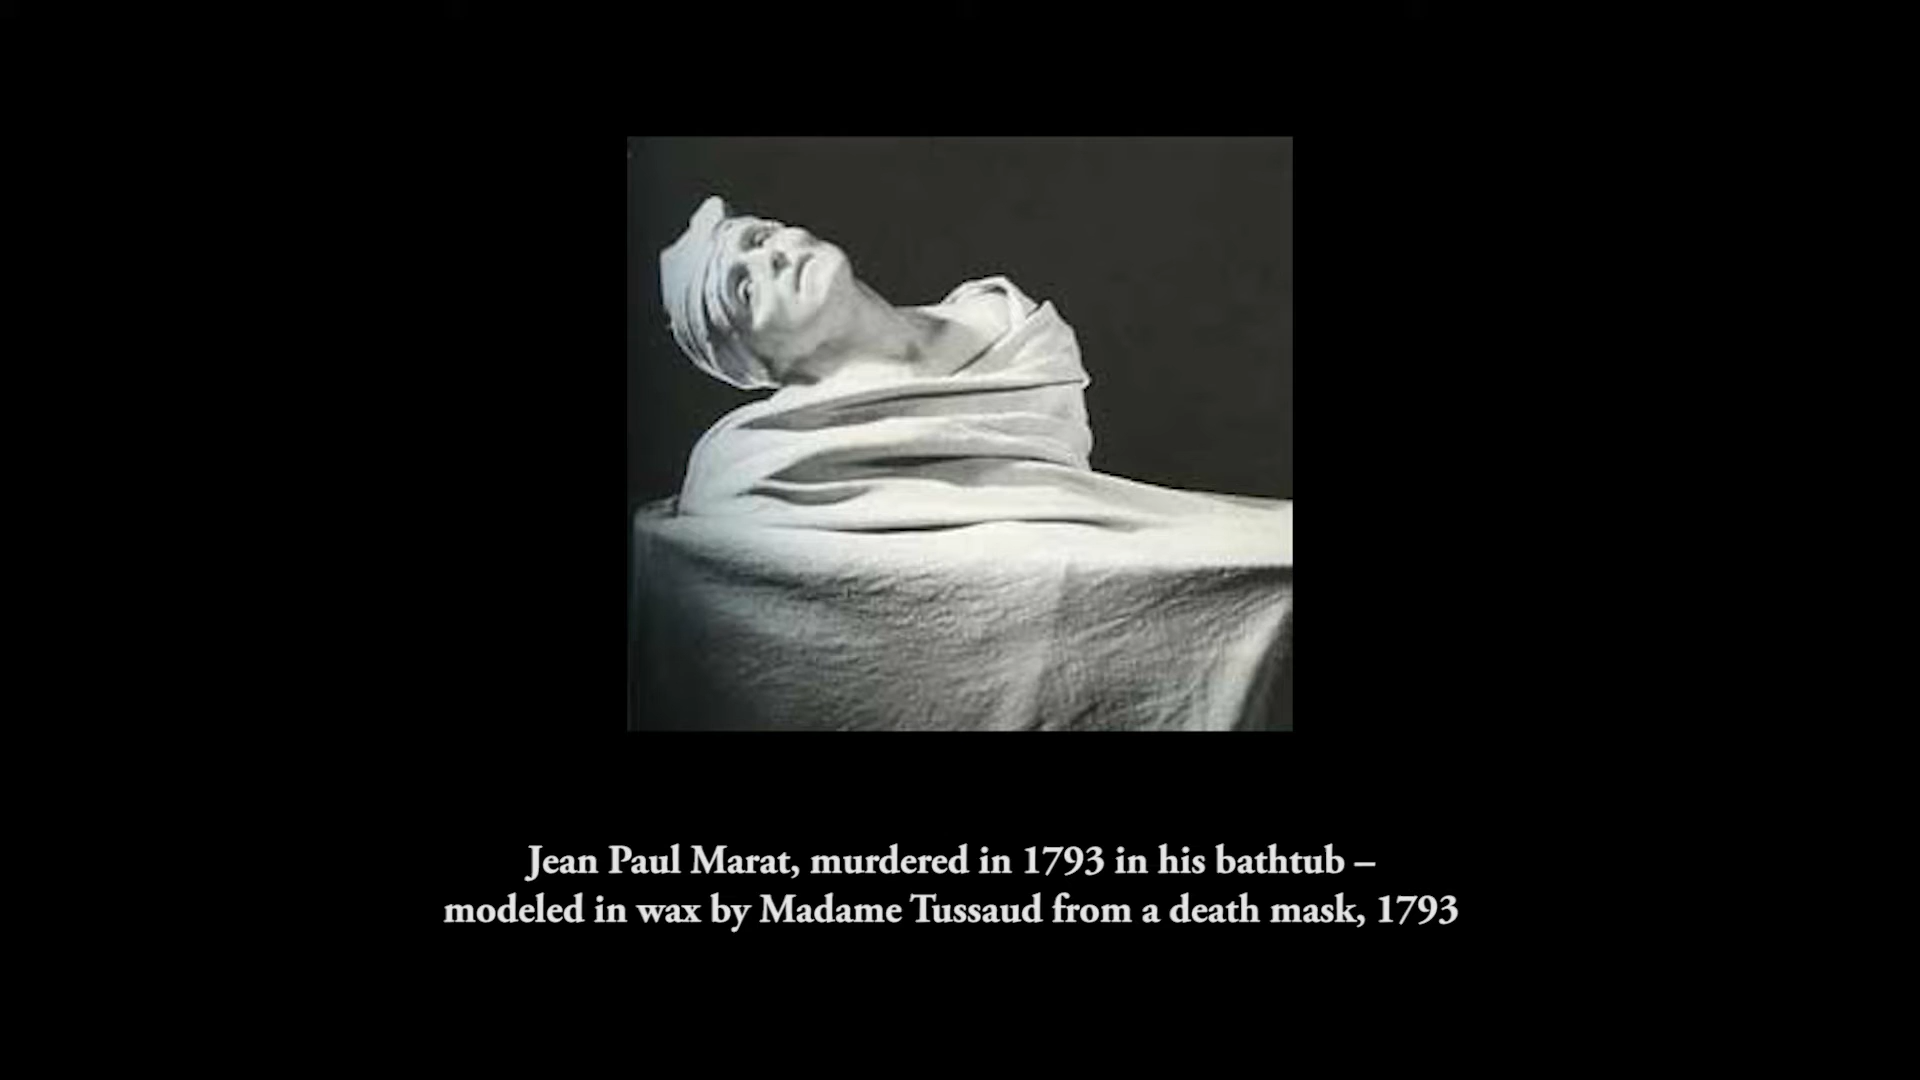 Jean Paul Marat, murdered in 1793 in his bathtub –
modeled in wax by Madame Tussaud from a death mask, 1793